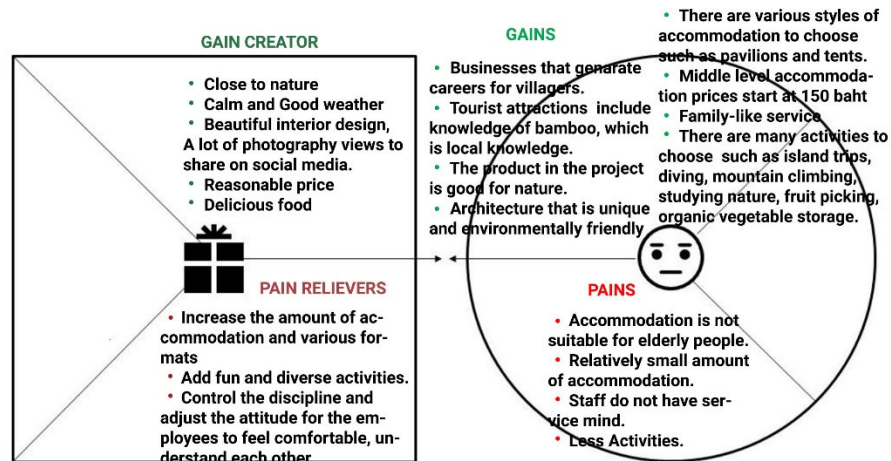 GAIN CREATOR
• Close to nature
• Calm and Good weather
• Beautiful interior design,
A lot of photography views to
share on social media.
• Reasonable price
• Delicious food
PAIN RELIEVERS
• Increase the amount of ac-
commodation and various for-
mats
• Add fun and diverse activities.
• Control the discipline and
adjust the attitude for the em-
ployees to feel comfortable, un-
derstand each other
GAINS
• Businesses that genarate
careers for villagers.
• Tourist attractions include
knowledge of bamboo, which
is local knowledge.
• The product in the project
is good for nature.
• Architecture that is unique
and environmentally friendly
• There are various styles of
accommodation to choose
such as pavilions and tents.
• Middle level accommoda-
tion prices start at 150 baht
• Family-like service
• There are many activities to
choose such as island trips,
diving, mountain climbing,
studying nature, fruit picking,
organic vegetable storage.
PAINS
• Accommodation is not
suitable for elderly people.
• Relatively small amount
of accommodation.
• Staff do not have ser-
vice mind.
• Less Activities.